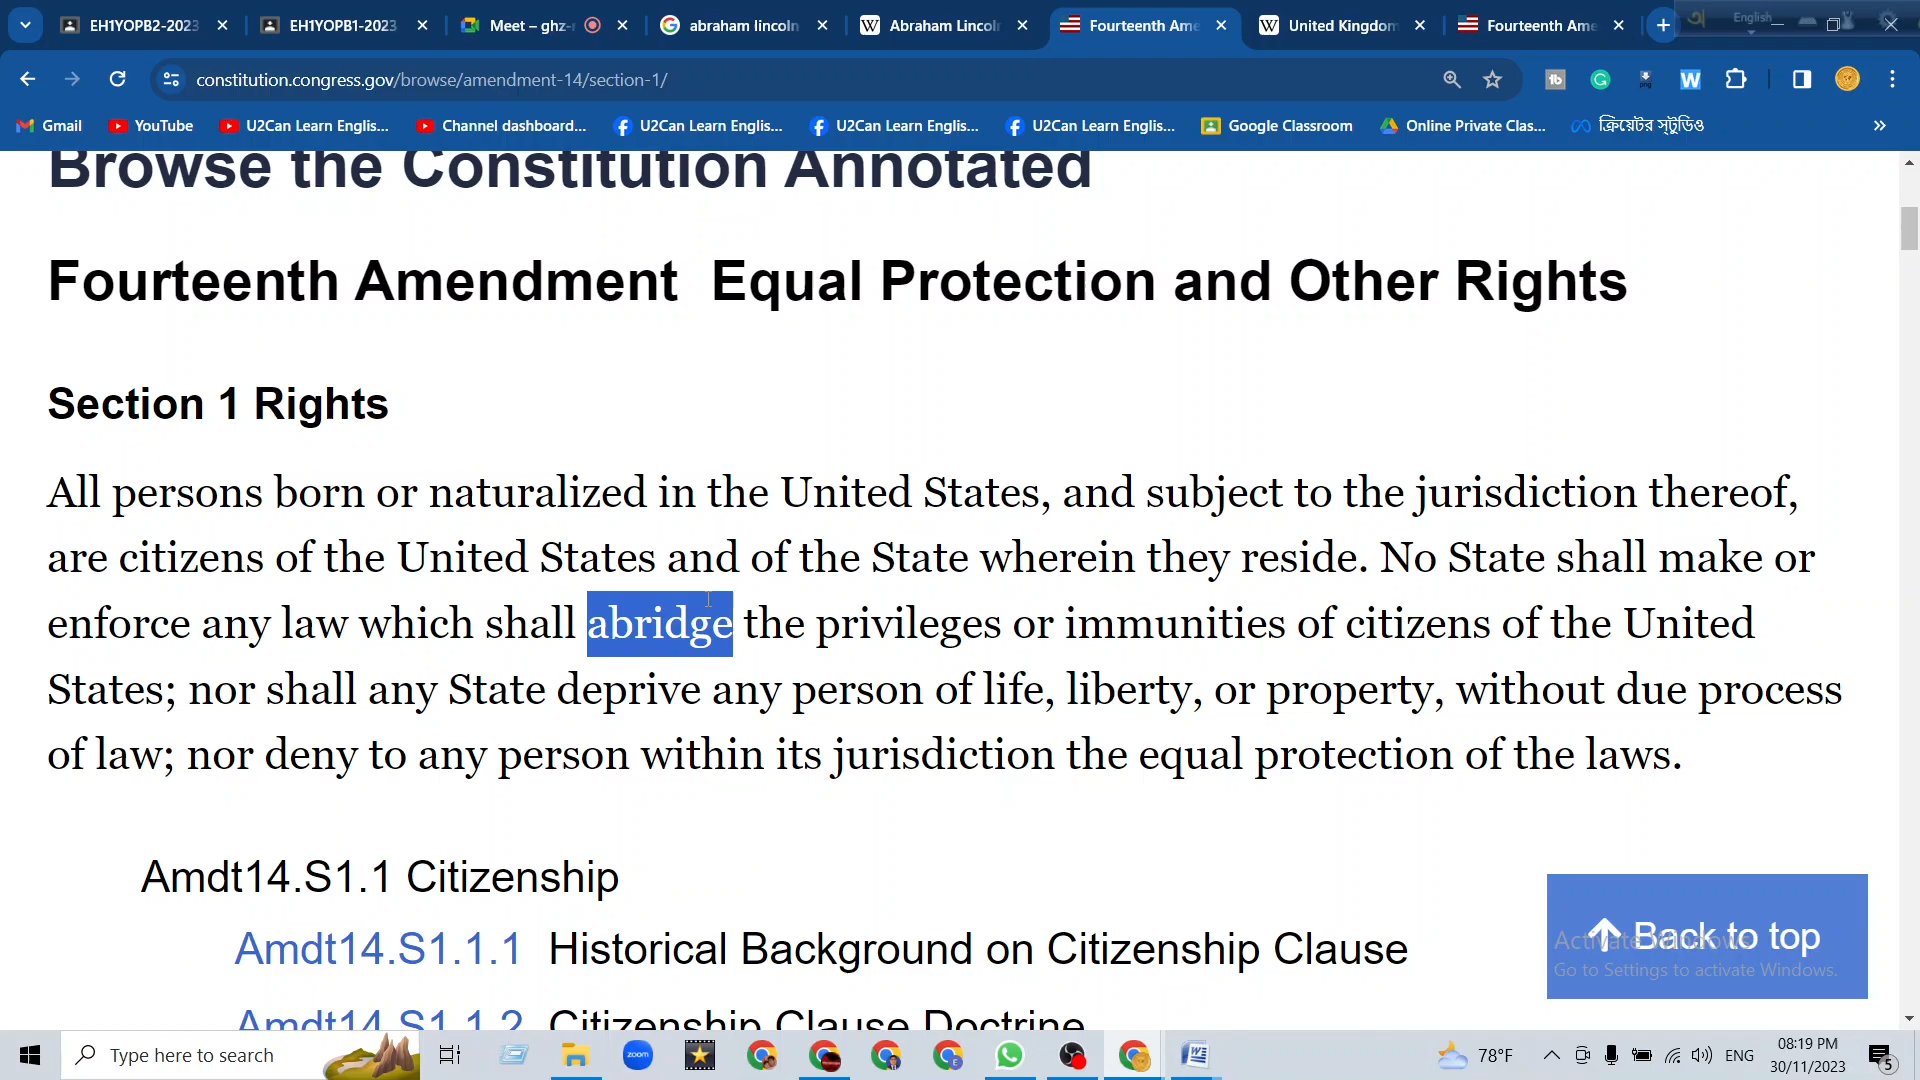 EH1YOPB2-2023
EH1YOPB1-2023
Meet – ghz-
abraham lincoln
Abraham Lincol
Fourteenth Ame
United Kingdom
Fourteenth Ame
English
constitution.congress.gov/browse/amendment-14/section-1/
Gmail
YouTube
U2Can Learn Englis...
Channel dashboard...
U2Can Learn Englis...
U2Can Learn Englis...
U2Can Learn Englis...
Google Classroom
Online Private Clas...
ক্রিয়েটর স্টুডিও
Browse the Constitution Annotated
Fourteenth Amendment Equal Protection and Other Rights
Section 1 Rights
All persons born or naturalized in the United States, and subject to the jurisdiction thereof,
are citizens of the United States and of the State wherein they reside. No State shall make or
enforce any law which shall abridge the privileges or immunities of citizens of the United
States; nor shall any State deprive any person of life, liberty, or property, without due process
of law; nor deny to any person within its jurisdiction the equal protection of the laws.
Amdt14.S1.1 Citizenship
Amdt14.S1.1.1 Historical Background on Citizenship Clause
Amdt14.S1.1.2 Citizenship Clause Doctrine
Back to top
Activate Windows
Go to Settings to activate Windows.
Type here to search
zoom
78°F
ENG
08:19 PM
30/11/2023
5